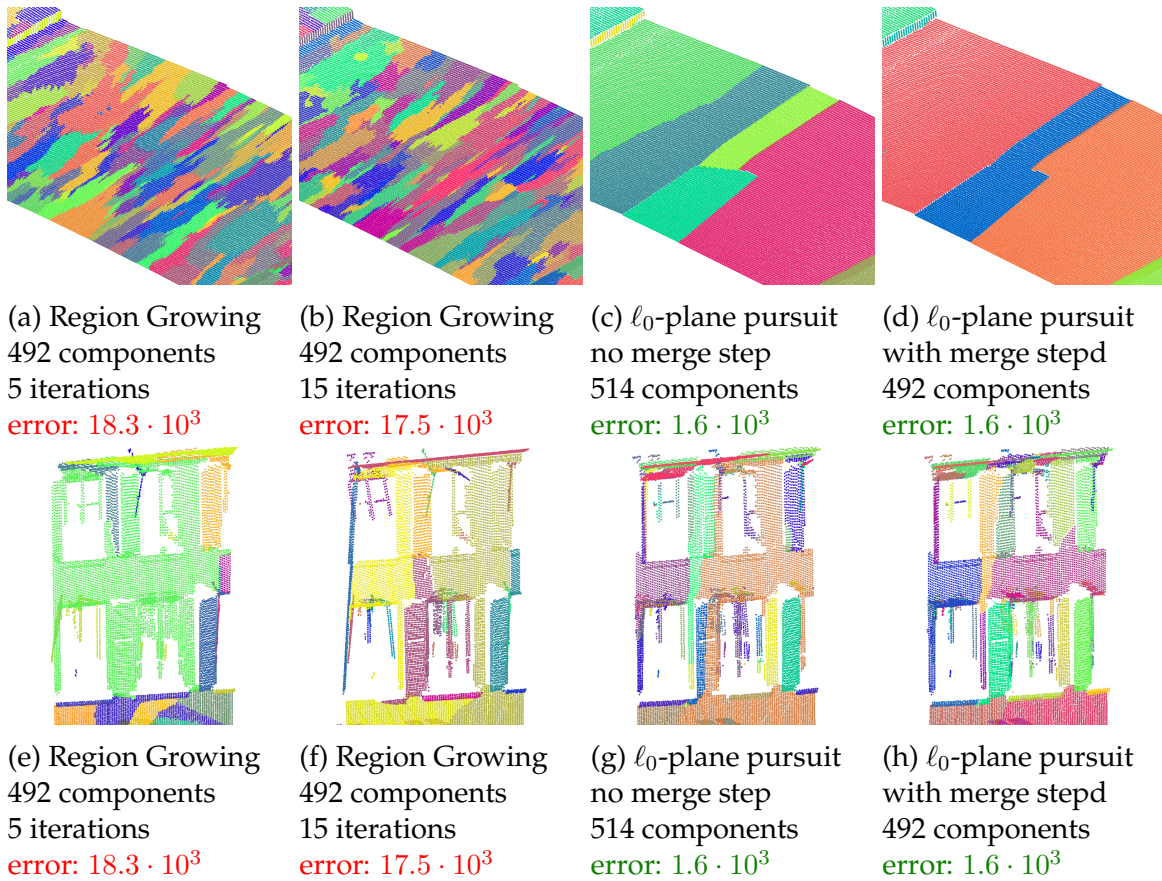 (a) Region Growing
492 components
5 iterations
error: 18.3 · 10³
(b) Region Growing
492 components
15 iterations
error: 17.5 · 10³
(c) ℓ₀-plane pursuit
no merge step
514 components
error: 1.6 · 10³
(d) ℓ₀-plane pursuit
with merge stepd
492 components
error: 1.6 · 10³
(e) Region Growing
492 components
5 iterations
error: 18.3 · 10³
(f) Region Growing
492 components
15 iterations
error: 17.5 · 10³
(g) ℓ₀-plane pursuit
no merge step
514 components
error: 1.6 · 10³
(h) ℓ₀-plane pursuit
with merge stepd
492 components
error: 1.6 · 10³